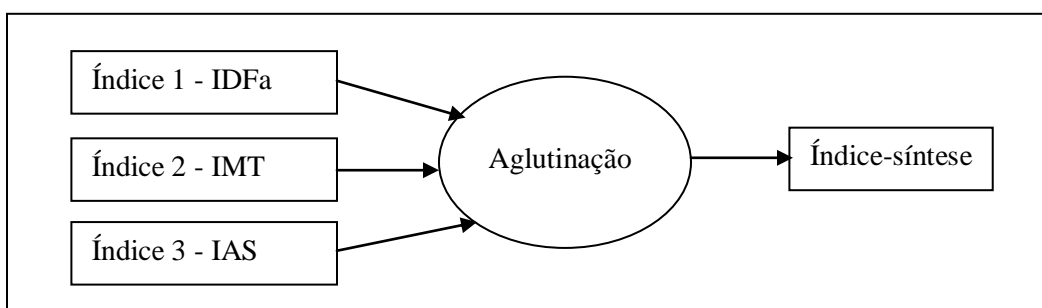 Índice 1 - IDFa
Índice 2 - IMT
Índice 3 - IAS
Aglutinação
Índice-síntese